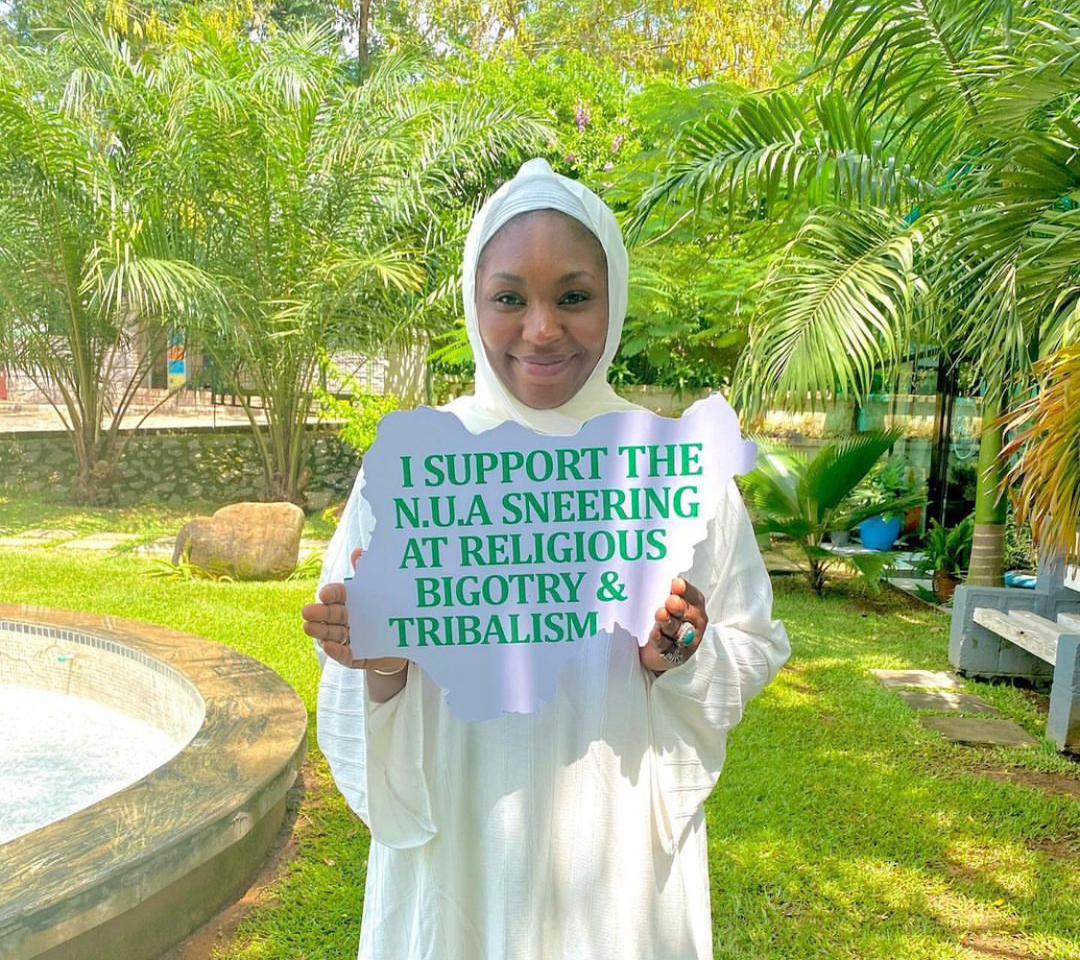 I SUPPORT THE
N.U.A SNEERING
AT RELIGIOUS
BIGOTRY &
TRIBALISM